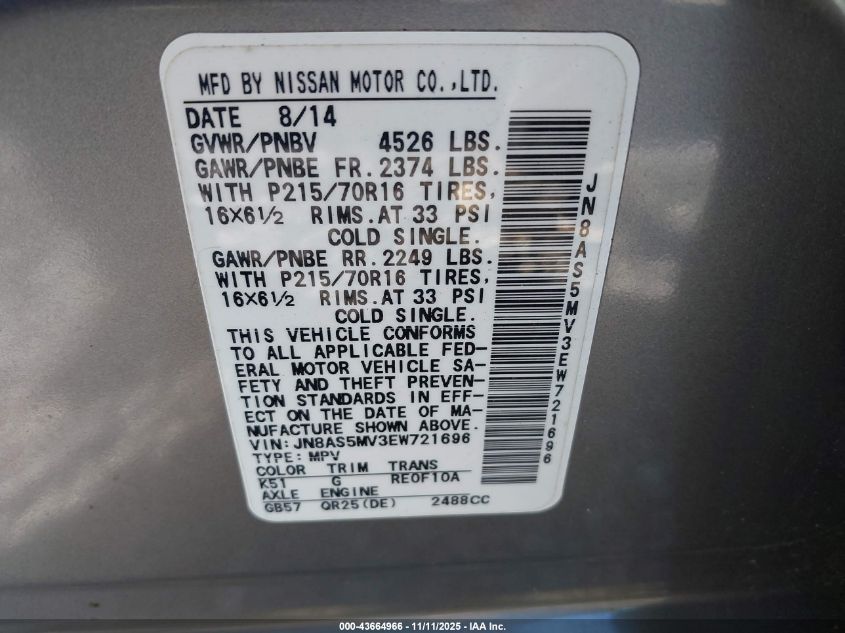 MFD BY NISSAN MOTOR CO.,LTD.
DATE 8/14
GVWR/PNBV 4526 LBS.
GAWR/PNBE FR. 2374 LBS.
WITH P215/70R16 TIRES,
16X6½ RIMS.AT 33 PSI
COLD SINGLE.
GAWR/PNBE RR. 2249 LBS.
WITH P215/70R16 TIRES,
16X6½ RIMS.AT 33 PSI
COLD SINGLE.
THIS VEHICLE CONFORMS
TO ALL APPLICABLE FED-
ERAL MOTOR VEHICLE SA-
FETY AND THEFT PREVEN-
TION STANDARDS IN EFF-
ECT ON THE DATE OF MA-
NUFACTURE SHOWN ABOVE.
VIN: JN8AS5MV3EW721696
TYPE: MPV
COLOR TRIM TRANS
K51 G RE0F10A
AXLE ENGINE
GB57 QR25(DE) 2488CC
JN8AS5MV3EW721696
000-43664966 - 11/11/2025 - IAA Inc.